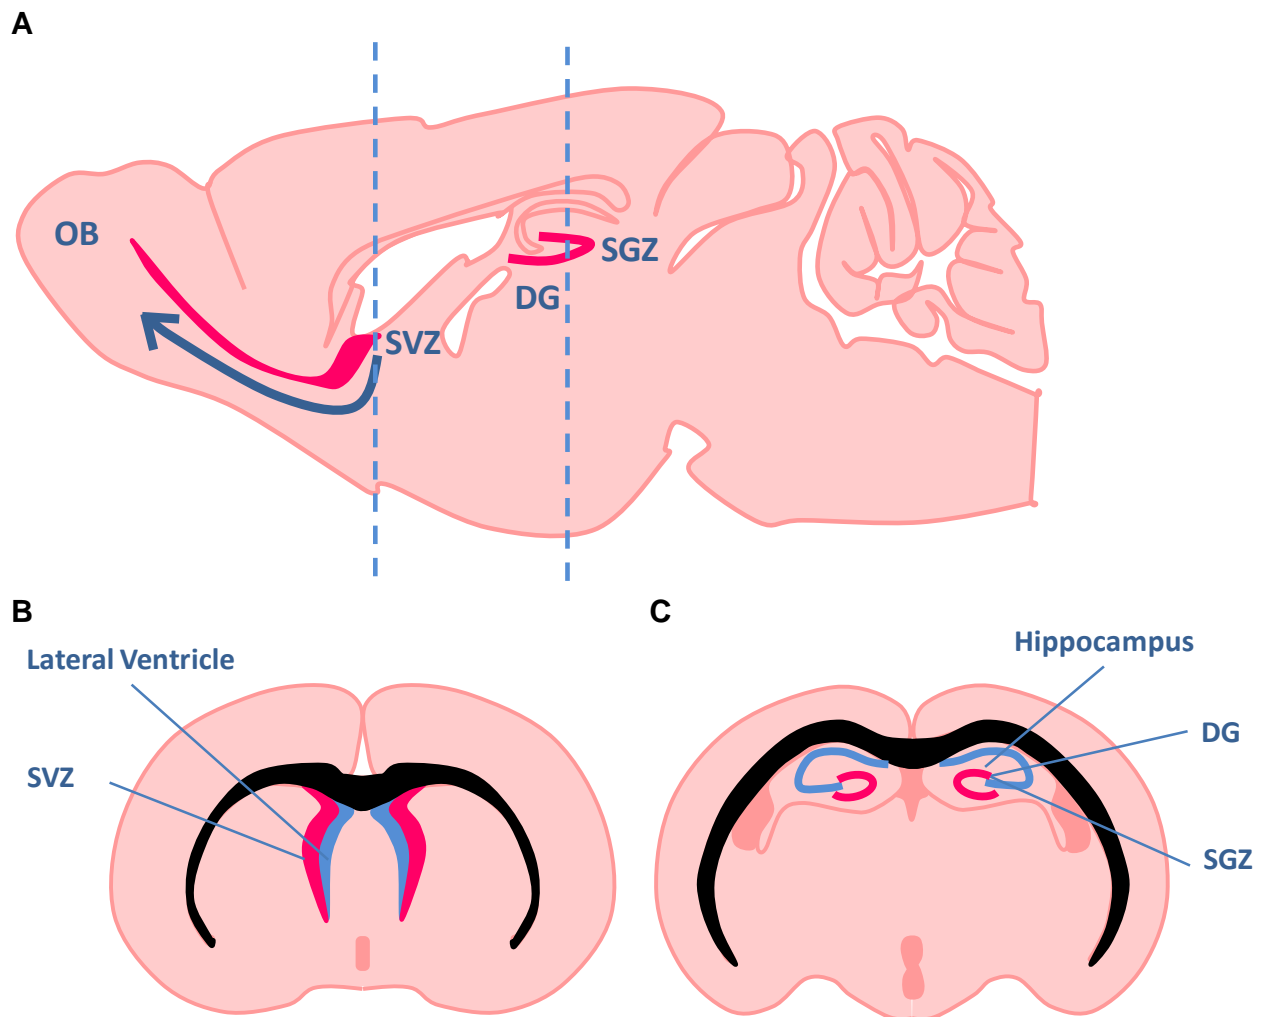 A
OB
SGZ
DG
SVZ
B
C
Lateral Ventricle
SVZ
Hippocampus
DG
SGZ